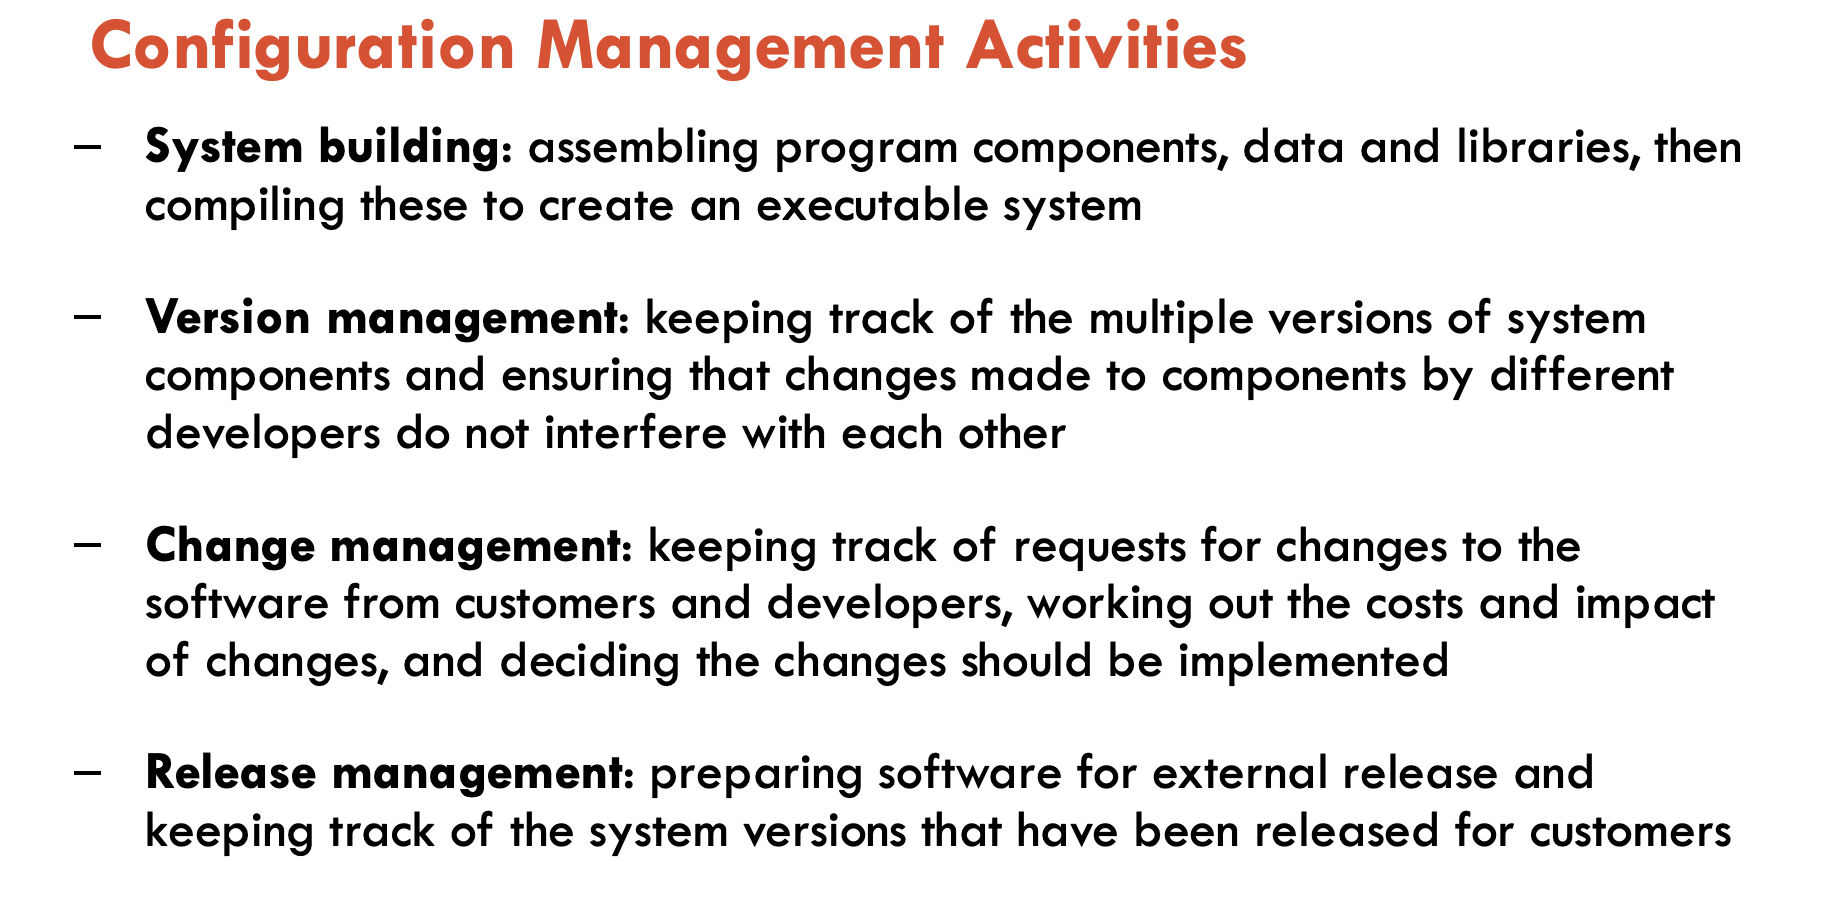 Configuration Management Activities
– System building: assembling program components, data and libraries, then
compiling these to create an executable system
– Version management: keeping track of the multiple versions of system
components and ensuring that changes made to components by different
developers do not interfere with each other
– Change management: keeping track of requests for changes to the
software from customers and developers, working out the costs and impact
of changes, and deciding the changes should be implemented
– Release management: preparing software for external release and
keeping track of the system versions that have been released for customers